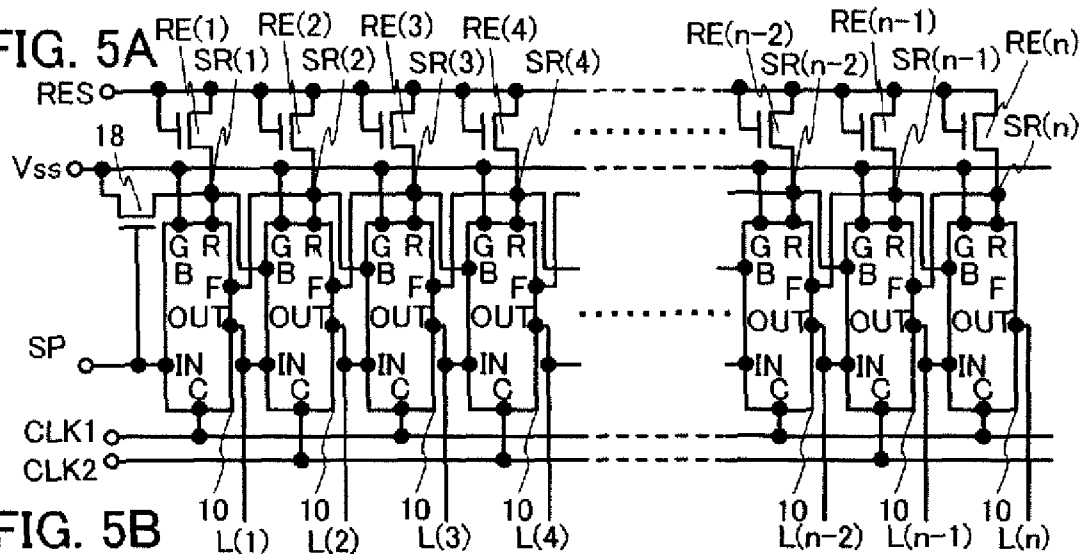 FIG. 5A
RE(1) RE(2) RE(3) RE(4) RE(n-2) RE(n-1) RE(n)
SR(1) SR(2) SR(3) SR(4) SR(n-2) SR(n-1) SR(n)
RES
18
Vss
G R G R G R G R G R G R G R
B B B B B B B
F F F F F F F
OUT OUT OUT OUT OUT OUT OUT
SP
IN IN IN IN IN IN IN
C C C C C C C
CLK1
CLK2
10 10 10 10 10 10 10
L(1) L(2) L(3) L(4) L(n-2) L(n-1) L(n)
FIG. 5B